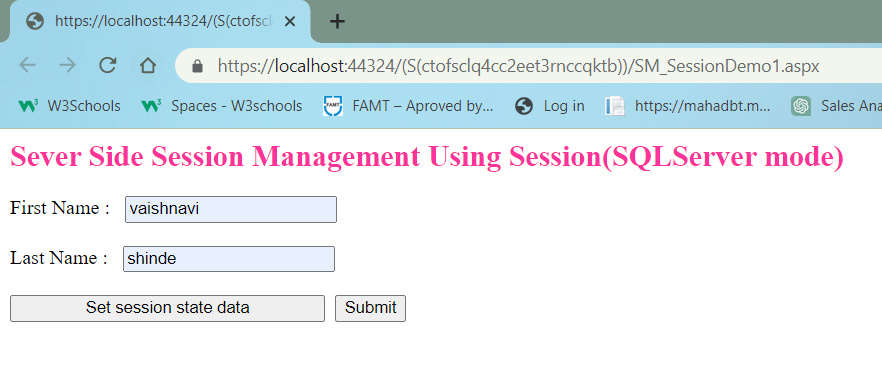 https://localhost:44324/(S(ctofscl
https://localhost:44324/(S(ctofsclq4cc2eet3rnccqktb))/SM_SessionDemo1.aspx
W3Schools Spaces - W3schools FAMT – Aproved by... Log in https://mahadbt.m... Sales Ana
Sever Side Session Management Using Session(SQLServer mode)
First Name : vaishnavi
Last Name : shinde
Set session state data Submit